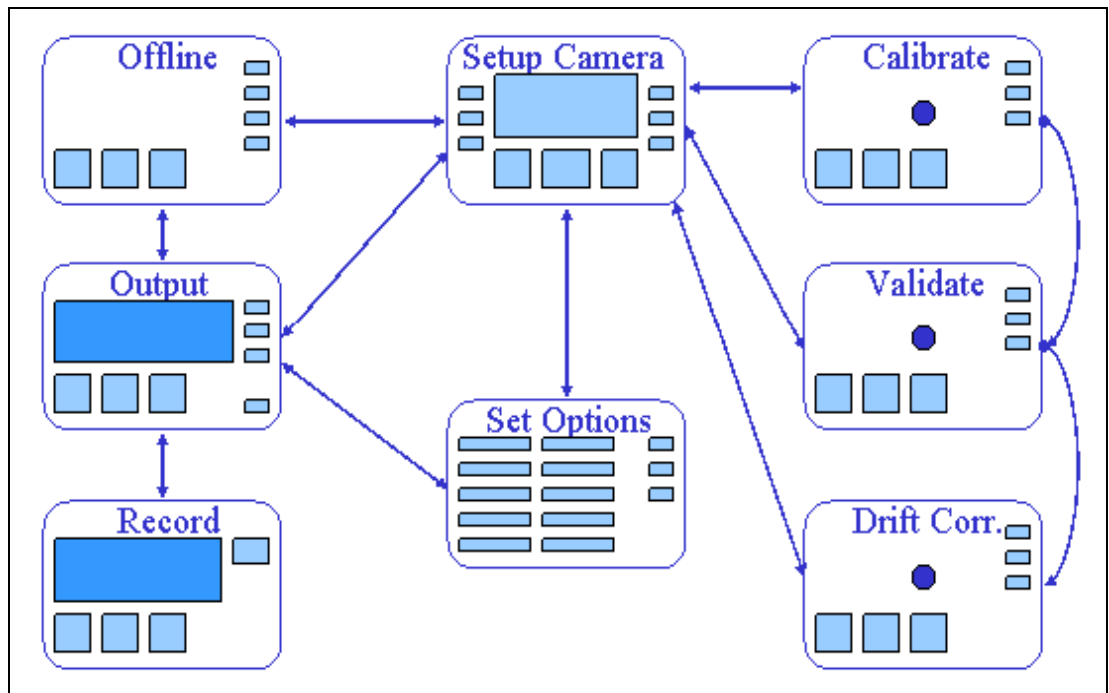 Offline
Setup Camera
Calibrate
Output
Validate
Set Options
Record
Drift Corr.